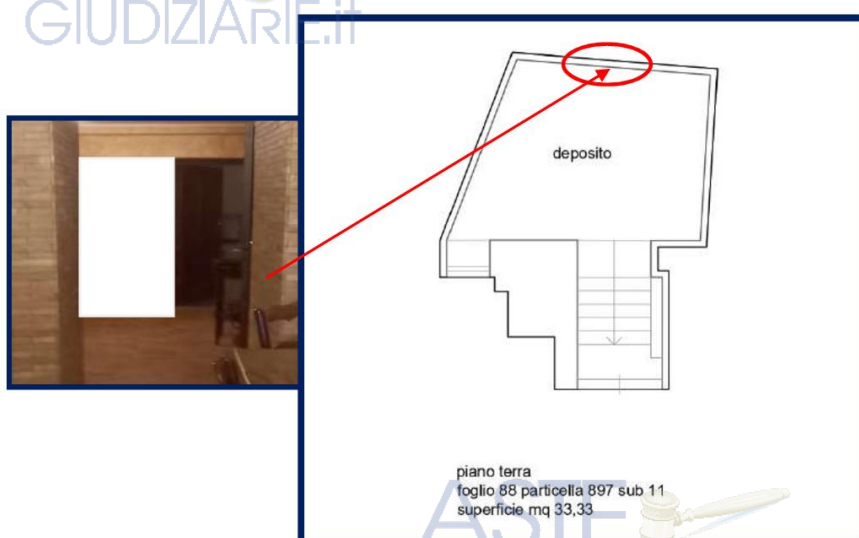 GIUDIZIARIE.it
deposito
piano terra
foglio 88 particella 897 sub 11
superficie mq 33,33
ASTE